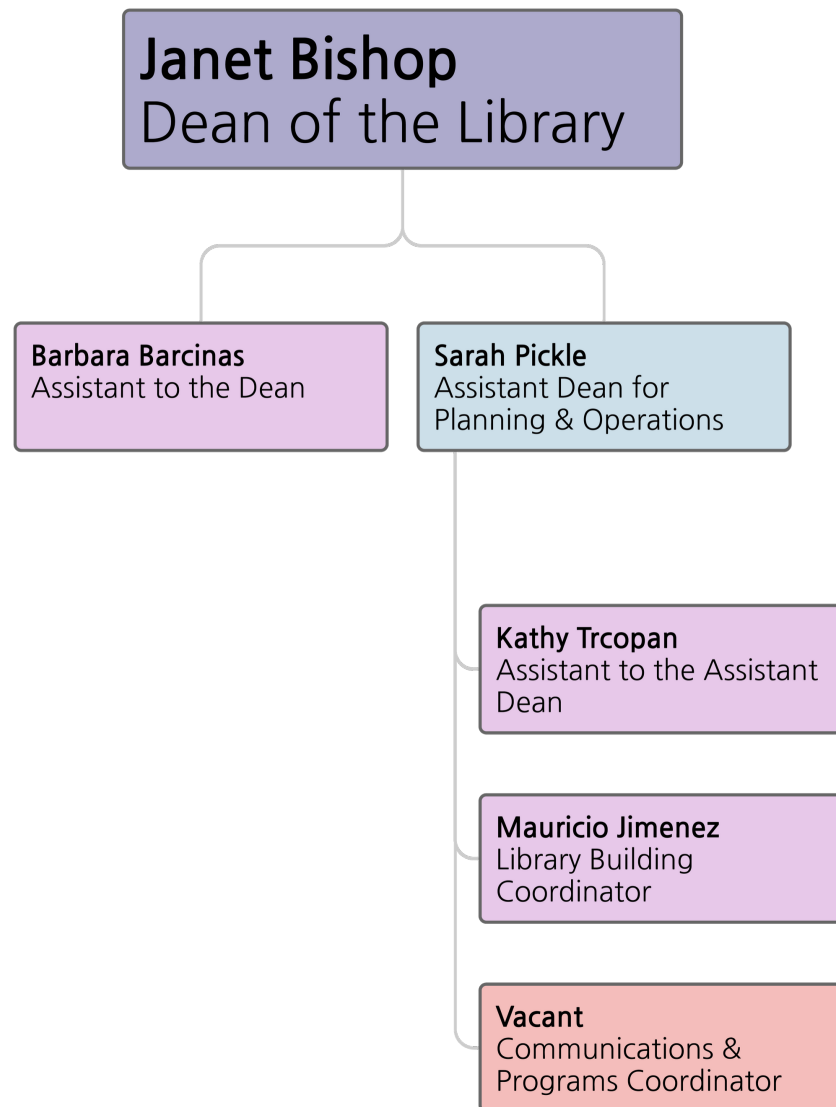 Janet Bishop
Dean of the Library
Barbara Barcinas
Assistant to the Dean
Sarah Pickle
Assistant Dean for
Planning & Operations
Kathy Trcopan
Assistant to the Assistant
Dean
Mauricio Jimenez
Library Building
Coordinator
Vacant
Communications &
Programs Coordinator